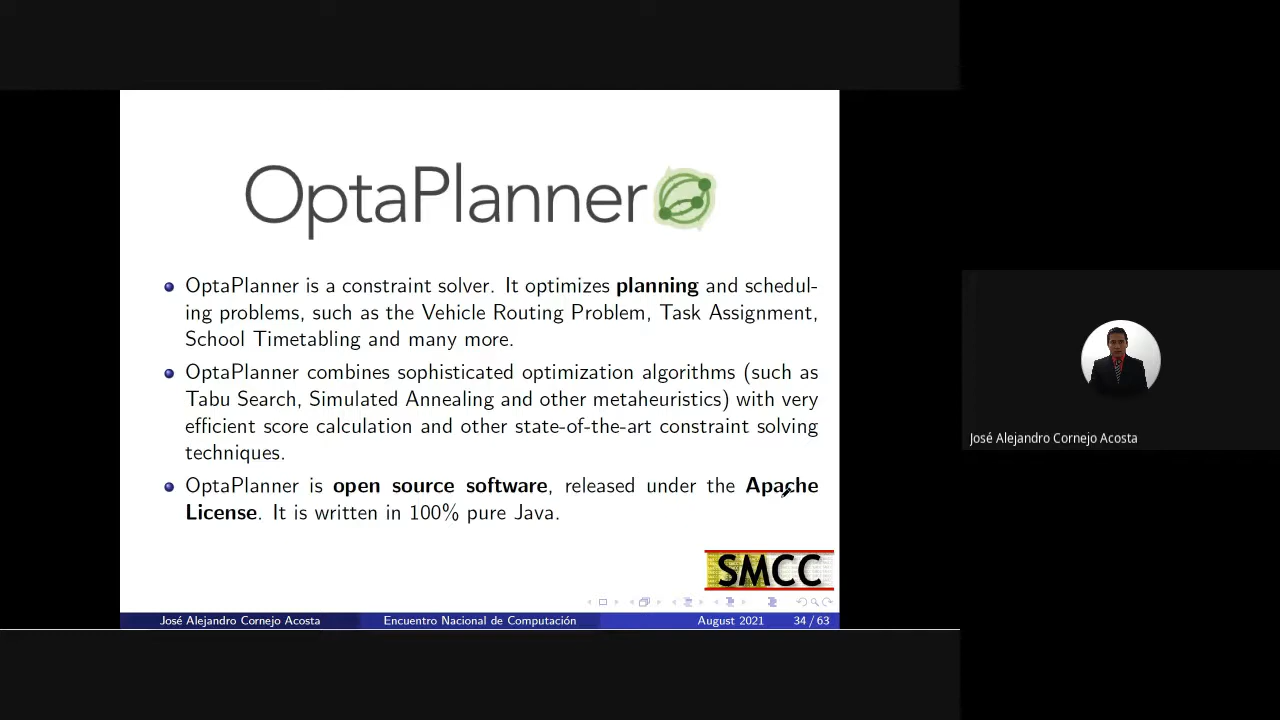 OptaPlanner
OptaPlanner is a constraint solver. It optimizes planning and schedul-
ing problems, such as the Vehicle Routing Problem, Task Assignment,
School Timetabling and many more.
OptaPlanner combines sophisticated optimization algorithms (such as
Tabu Search, Simulated Annealing and other metaheuristics) with very
efficient score calculation and other state-of-the-art constraint solving
techniques.
OptaPlanner is open source software, released under the Apache
License. It is written in 100% pure Java.
SMCC
José Alejandro Cornejo Acosta
Encuentro Nacional de Computación
August 2021
34 / 63
José Alejandro Cornejo Acosta